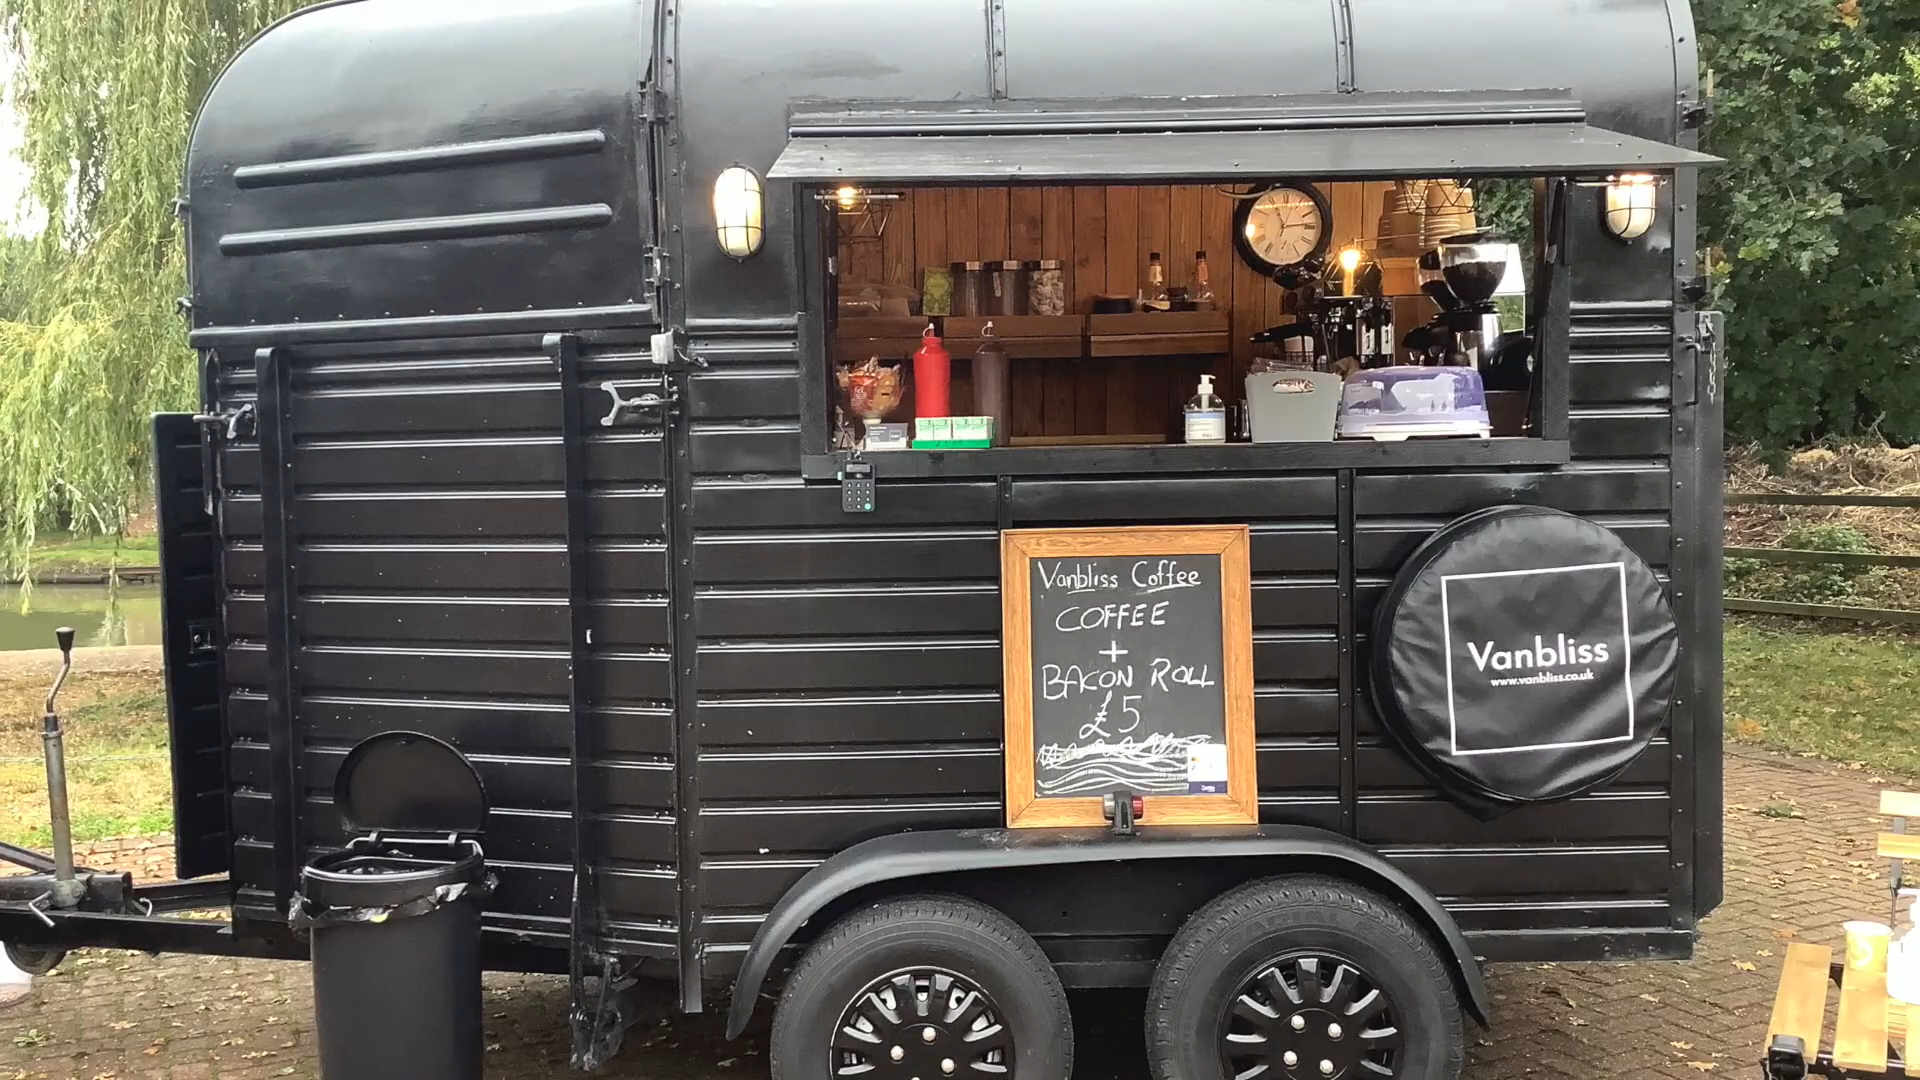 Vanbliss Coffee
COFFEE
+
BACON ROLL
£5
Vanbliss
www.vanbliss.co.uk